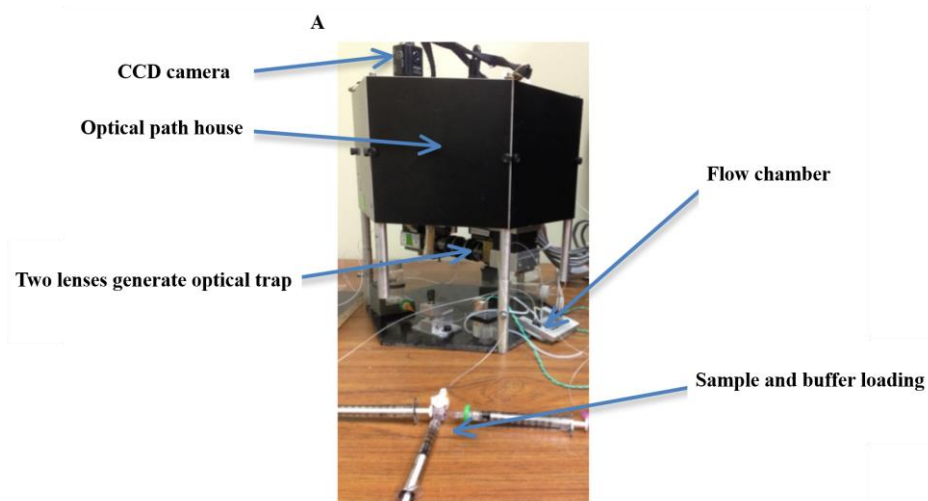 A
CCD camera
Optical path house
Flow chamber
Two lenses generate optical trap
Sample and buffer loading